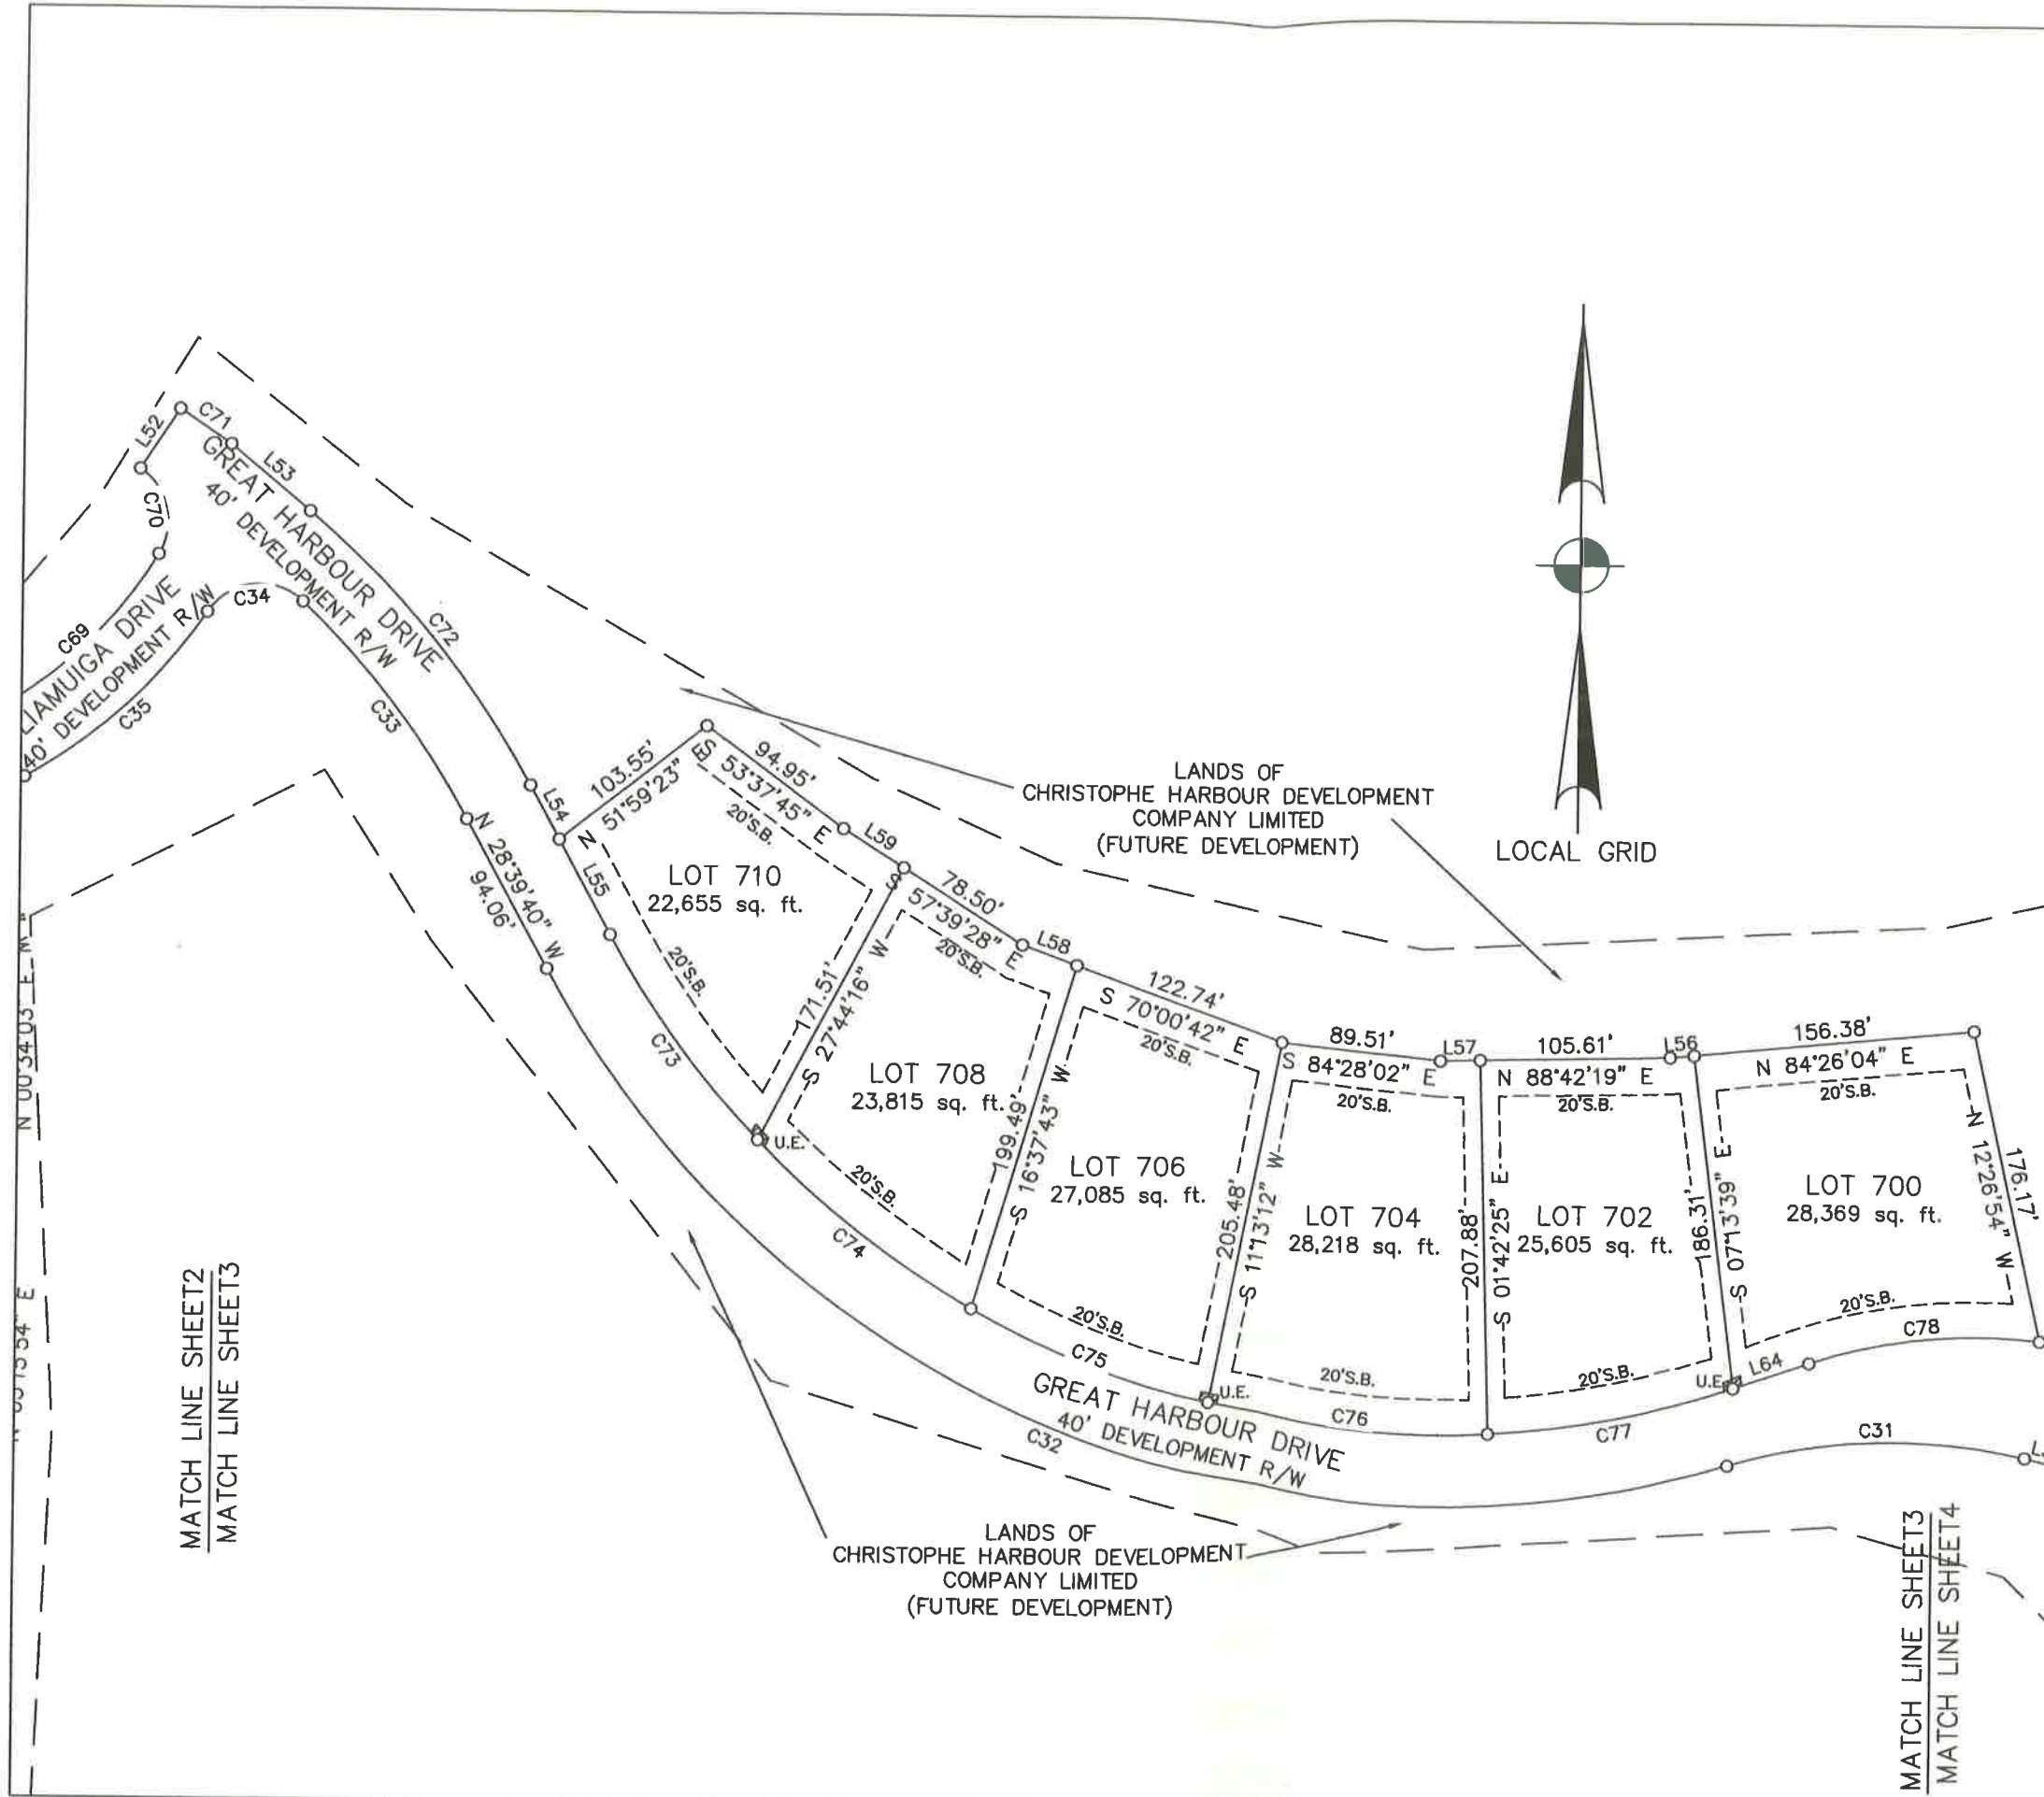 L52
C71
L53
GREAT HARBOUR DRIVE
40' DEVELOPMENT R/W
C70
C72
C34
C69
LIAMUIGA DRIVE
40' DEVELOPMENT R/W
C35
C33
L54
N 28°39'40" W
94.06'
L55
C73
103.55'
N 51°59'23" E
94.95'
S 53°37'45" E
20'S.B.
L59
LOT 710
22,655 sq. ft.
20'S.B.
171.51'
S 27°44'16" W
U.E.
78.50'
S 57°39'28" E
20'S.B.
L58
LOT 708
23,815 sq. ft.
20'S.B.
199.49'
S 16°37'43" W
C74
122.74'
S 70°00'42" E
20'S.B.
LOT 706
27,085 sq. ft.
20'S.B.
205.48'
S 11°13'12" W
C75
U.E.
89.51'
S 84°28'02" E
20'S.B.
L57
LOT 704
28,218 sq. ft.
20'S.B.
207.88'
S 01°42'25" E
C76
105.61'
N 88°42'19" E
20'S.B.
L56
LOT 702
25,605 sq. ft.
20'S.B.
186.31'
S 07°13'39" E
U.E.
C77
156.38'
N 84°26'04" E
20'S.B.
LOT 700
28,369 sq. ft.
20'S.B.
N 12°26'54" W
176.17'
L64
C78
C31
GREAT HARBOUR DRIVE
40' DEVELOPMENT R/W
C32
LANDS OF
CHRISTOPHE HARBOUR DEVELOPMENT
COMPANY LIMITED
(FUTURE DEVELOPMENT)
LOCAL GRID
LANDS OF
CHRISTOPHE HARBOUR DEVELOPMENT
COMPANY LIMITED
(FUTURE DEVELOPMENT)
MATCH LINE SHEET2
MATCH LINE SHEET3
MATCH LINE SHEET3
MATCH LINE SHEET4